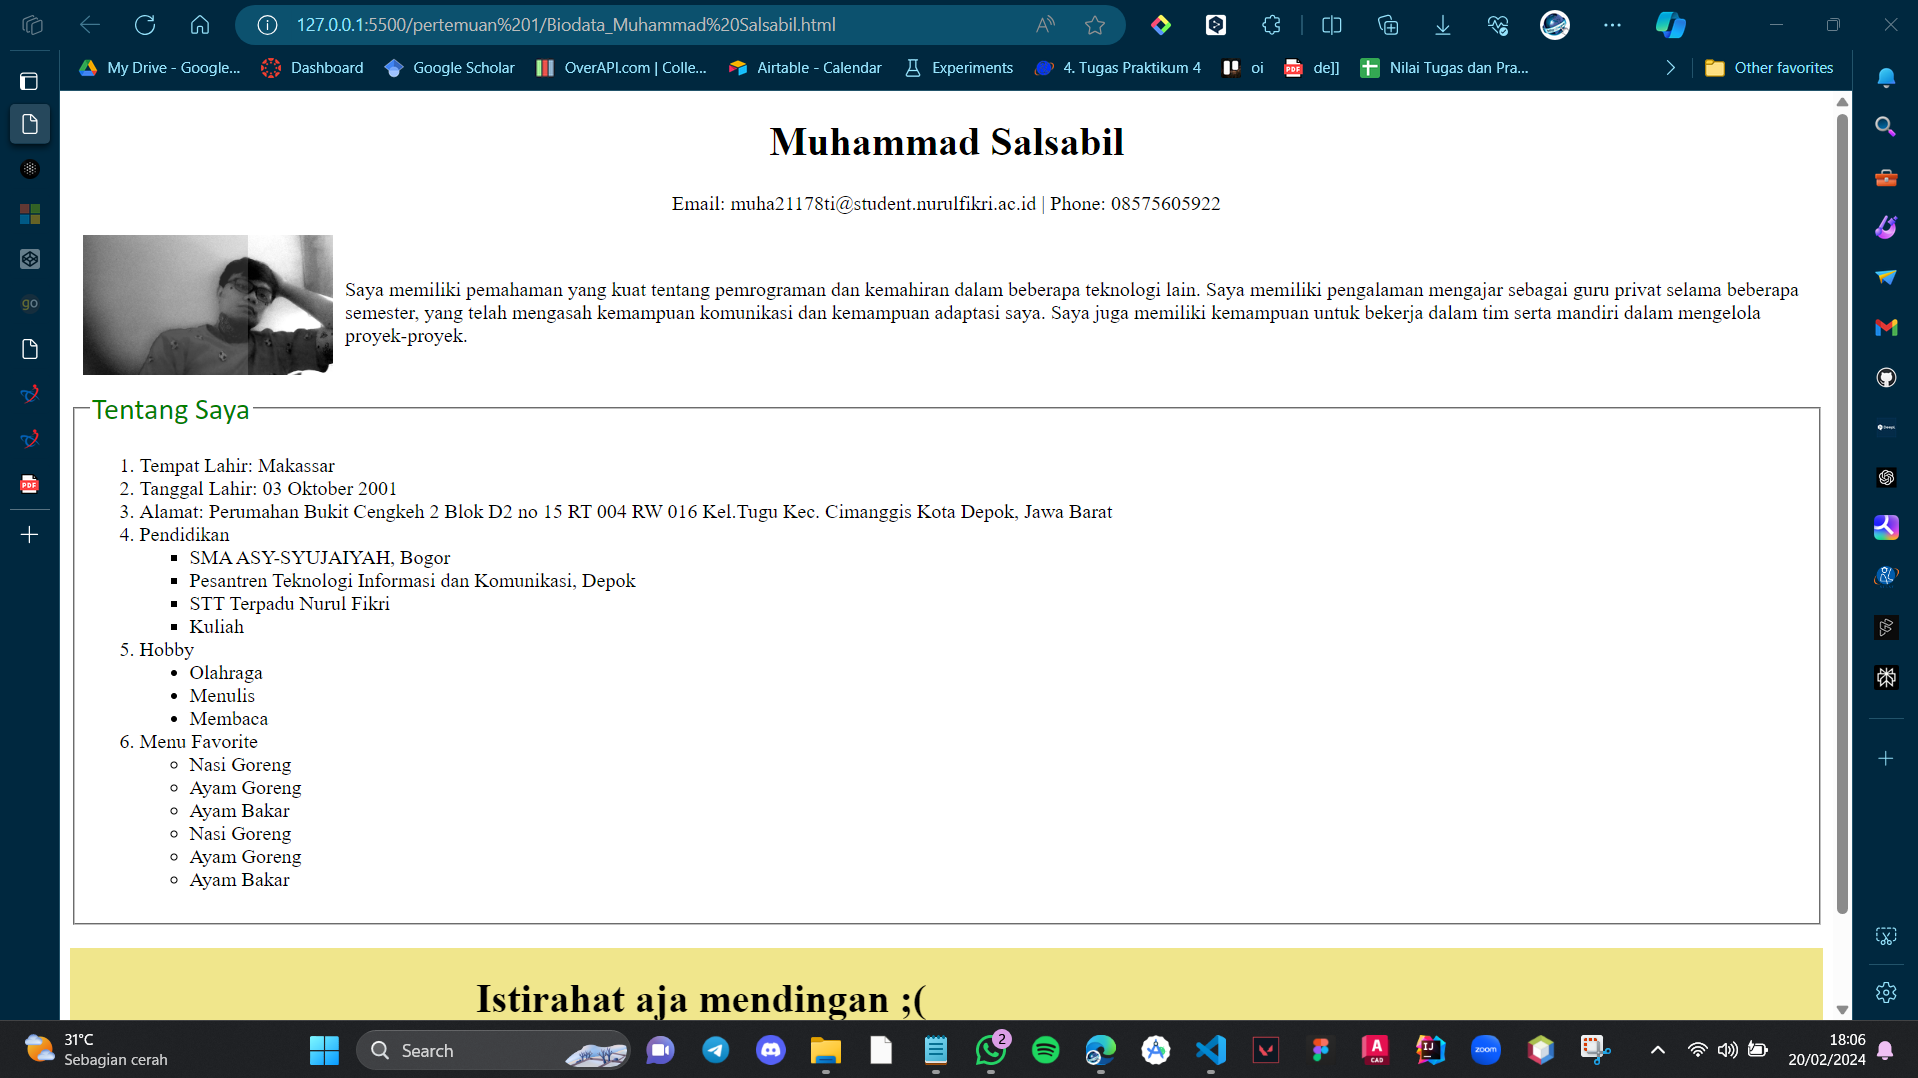 127.0.0.1:5500/pertemuan%201/Biodata_Muhammad%20Salsabil.html
My Drive - Google...
Dashboard
Google Scholar
OverAPI.com | Colle...
Airtable - Calendar
Experiments
4. Tugas Praktikum 4
oi
de]]
Nilai Tugas dan Pra...
Other favorites
Muhammad Salsabil
Email: muha21178ti@student.nurulfikri.ac.id | Phone: 08575605922
Saya memiliki pemahaman yang kuat tentang pemrograman dan kemahiran dalam beberapa teknologi lain. Saya memiliki pengalaman mengajar sebagai guru privat selama beberapa
semester, yang telah mengasah kemampuan komunikasi dan kemampuan adaptasi saya. Saya juga memiliki kemampuan untuk bekerja dalam tim serta mandiri dalam mengelola
proyek-proyek.
Tentang Saya
1. Tempat Lahir: Makassar
2. Tanggal Lahir: 03 Oktober 2001
3. Alamat: Perumahan Bukit Cengkeh 2 Blok D2 no 15 RT 004 RW 016 Kel.Tugu Kec. Cimanggis Kota Depok, Jawa Barat
4. Pendidikan
SMA ASY-SYUJAIYAH, Bogor
Pesantren Teknologi Informasi dan Komunikasi, Depok
STT Terpadu Nurul Fikri
Kuliah
5. Hobby
Olahraga
Menulis
Membaca
6. Menu Favorite
Nasi Goreng
Ayam Goreng
Ayam Bakar
Nasi Goreng
Ayam Goreng
Ayam Bakar
Istirahat aja mendingan ;(
31°C
Sebagian cerah
Search
2
zoom
18:06
20/02/2024